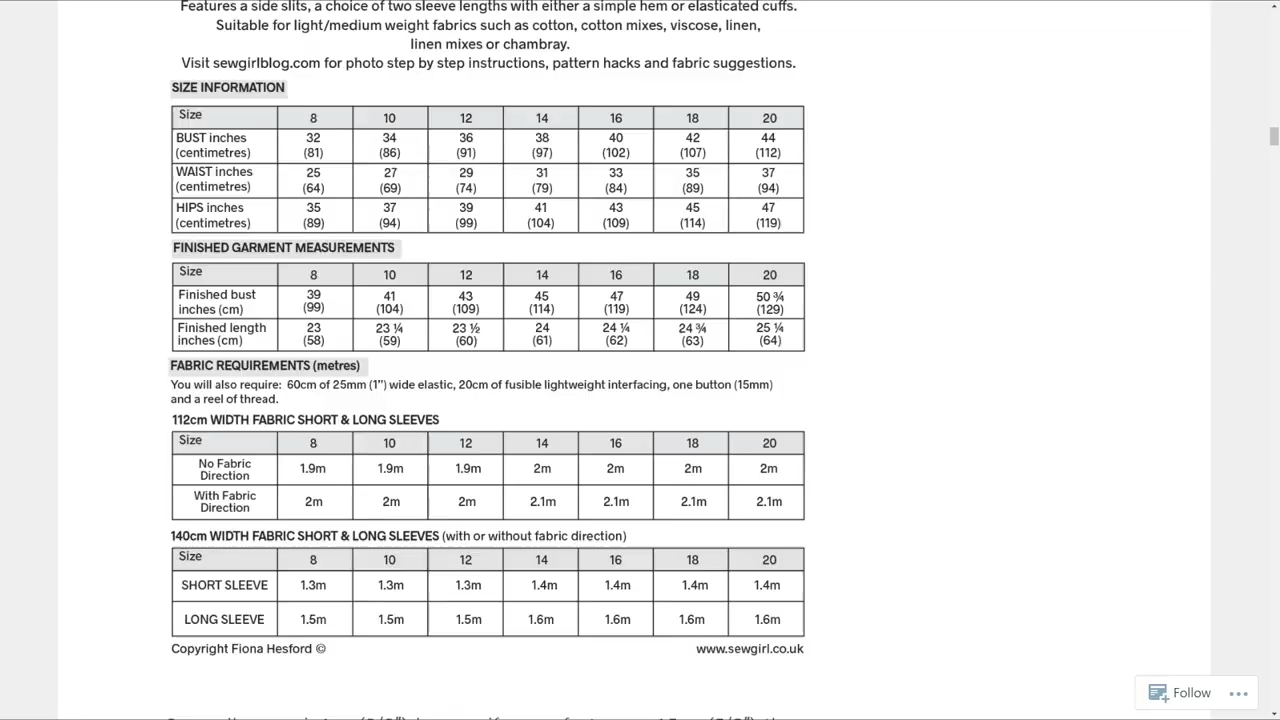 Features a side slits, a choice of two sleeve lengths with either a simple hem or elasticated cuffs.
Suitable for light/medium weight fabrics such as cotton, cotton mixes, viscose, linen,
linen mixes or chambray.
Visit sewgirlblog.com for photo step by step instructions, pattern hacks and fabric suggestions.
SIZE INFORMATION
Size 8 10 12 14 16 18 20
BUST inches 32 34 36 38 40 42 44
(centimetres) (81) (86) (91) (97) (102) (107) (112)
WAIST inches 25 27 29 31 33 35 37
(centimetres) (64) (69) (74) (79) (84) (89) (94)
HIPS inches 35 37 39 41 43 45 47
(centimetres) (89) (94) (99) (104) (109) (114) (119)
FINISHED GARMENT MEASUREMENTS
Size 8 10 12 14 16 18 20
Finished bust 39 41 43 45 47 49 50 ¾
inches (cm) (99) (104) (109) (114) (119) (124) (129)
Finished length 23 23 ¼ 23 ½ 24 24 ¼ 24 ¾ 25 ¼
inches (cm) (58) (59) (60) (61) (62) (63) (64)
FABRIC REQUIREMENTS (metres)
You will also require: 60cm of 25mm (1”) wide elastic, 20cm of fusible lightweight interfacing, one button (15mm)
and a reel of thread.
112cm WIDTH FABRIC SHORT & LONG SLEEVES
Size 8 10 12 14 16 18 20
No Fabric
Direction 1.9m 1.9m 1.9m 2m 2m 2m 2m
With Fabric
Direction 2m 2m 2m 2.1m 2.1m 2.1m 2.1m
140cm WIDTH FABRIC SHORT & LONG SLEEVES (with or without fabric direction)
Size 8 10 12 14 16 18 20
SHORT SLEEVE 1.3m 1.3m 1.3m 1.4m 1.4m 1.4m 1.4m
LONG SLEEVE 1.5m 1.5m 1.5m 1.6m 1.6m 1.6m 1.6m
Copyright Fiona Hesford © www.sewgirl.co.uk
Follow